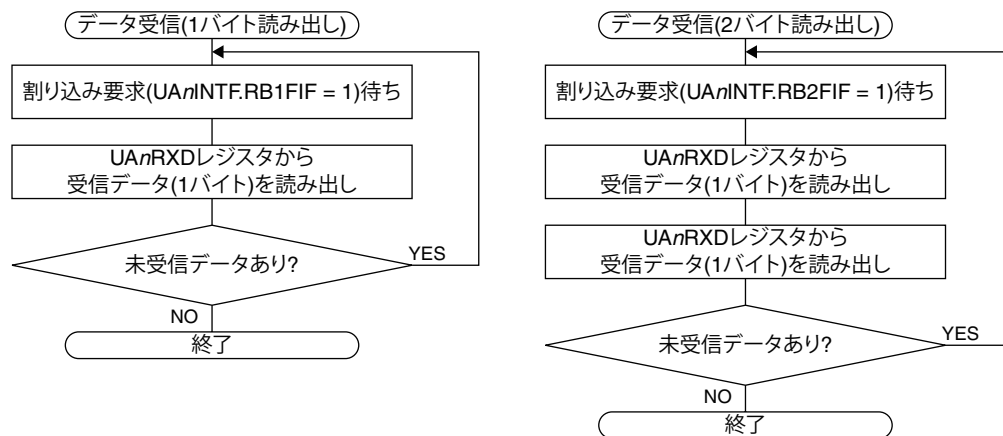 データ受信(1バイト読み出し)
割り込み要求(UAnINTF.RB1FIF = 1)待ち
UAnRXDレジスタから
受信データ(1バイト)を読み出し
未受信データあり?
YES
NO
終了
データ受信(2バイト読み出し)
割り込み要求(UAnINTF.RB2FIF = 1)待ち
UAnRXDレジスタから
受信データ(1バイト)を読み出し
UAnRXDレジスタから
受信データ(1バイト)を読み出し
未受信データあり?
YES
NO
終了